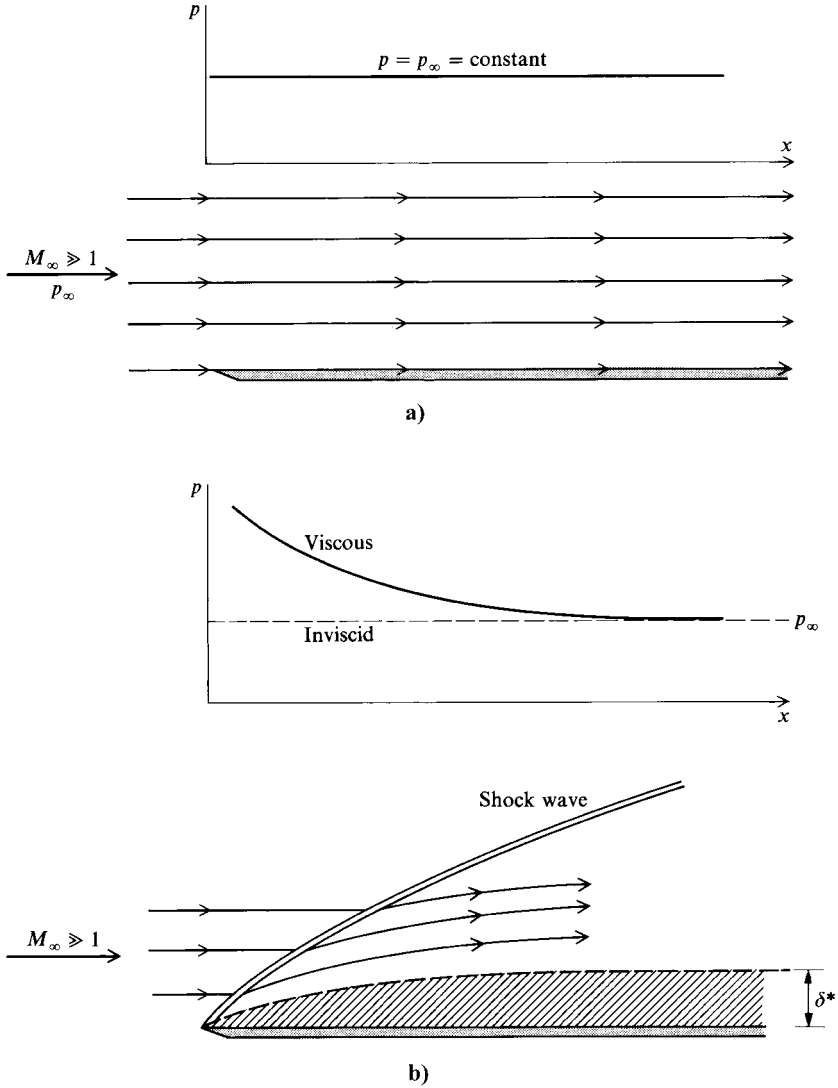 p
p = p∞ = constant
x
M∞ ≫ 1
p∞
a)
p
Viscous
Inviscid
p∞
x
Shock wave
M∞ ≫ 1
δ*
b)